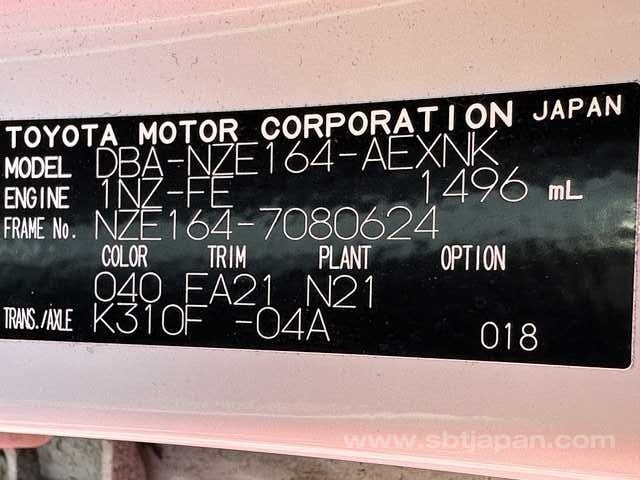 TOYOTA MOTOR CORPORATION JAPAN
MODEL DBA-NZE164-AEXNK
ENGINE 1NZ-FE 1496 mL
FRAME No. NZE164-7080624
COLOR TRIM PLANT OPTION
040 FA21 N21
TRANS./AXLE K310F -04A 018
www.sbtjapan.com